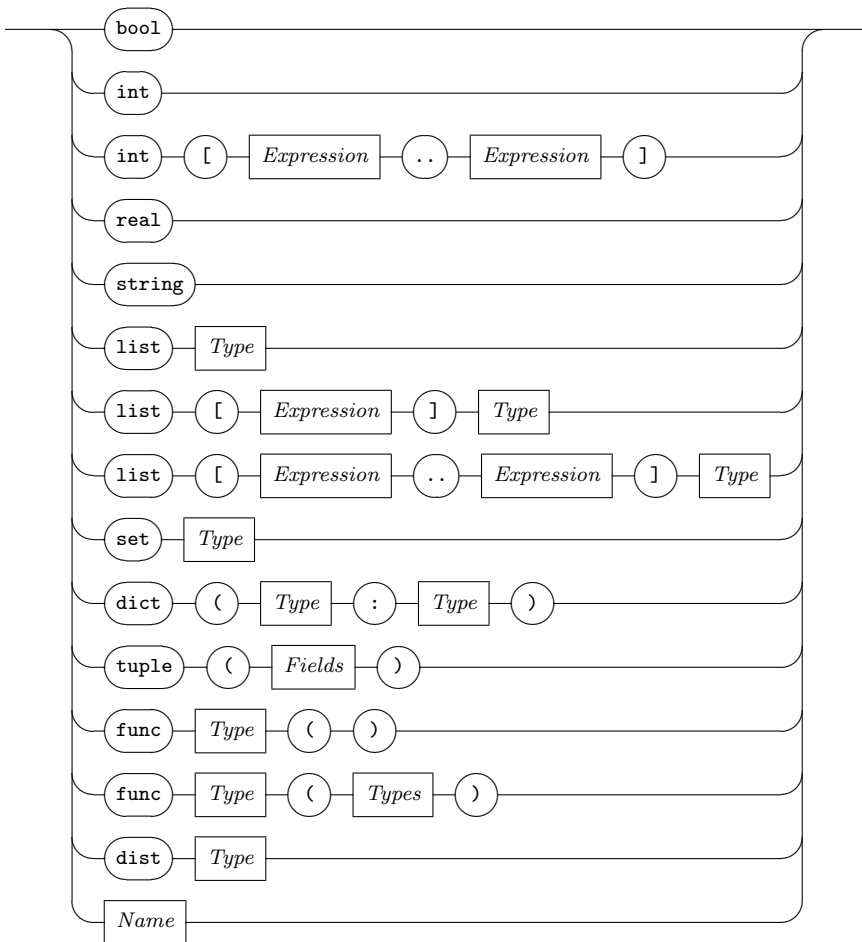 bool
int
int [ Expression .. Expression ]
real
string
list Type
list [ Expression ] Type
list [ Expression .. Expression ] Type
set Type
dict ( Type : Type )
tuple ( Fields )
func Type ( )
func Type ( Types )
dist Type
Name